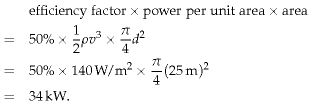 efficiency factor × power per unit area × area
= 50% × 1/2 ρv³ × π/4 d²
= 50% × 140 W/m² × π/4 (25 m)²
= 34 kW.